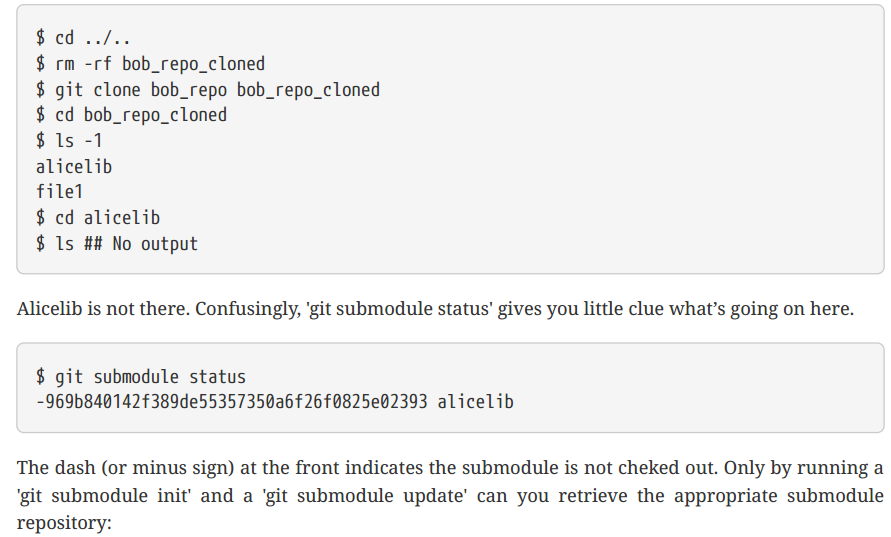 $ cd ../..
$ rm -rf bob_repo_cloned
$ git clone bob_repo bob_repo_cloned
$ cd bob_repo_cloned
$ ls -1
alicelib
file1
$ cd alicelib
$ ls ## No output
Alicelib is not there. Confusingly, 'git submodule status' gives you little clue what’s going on here.
$ git submodule status
-969b840142f389de55357350a6f26f0825e02393 alicelib
The dash (or minus sign) at the front indicates the submodule is not cheked out. Only by running a
'git submodule init' and a 'git submodule update' can you retrieve the appropriate submodule
repository: